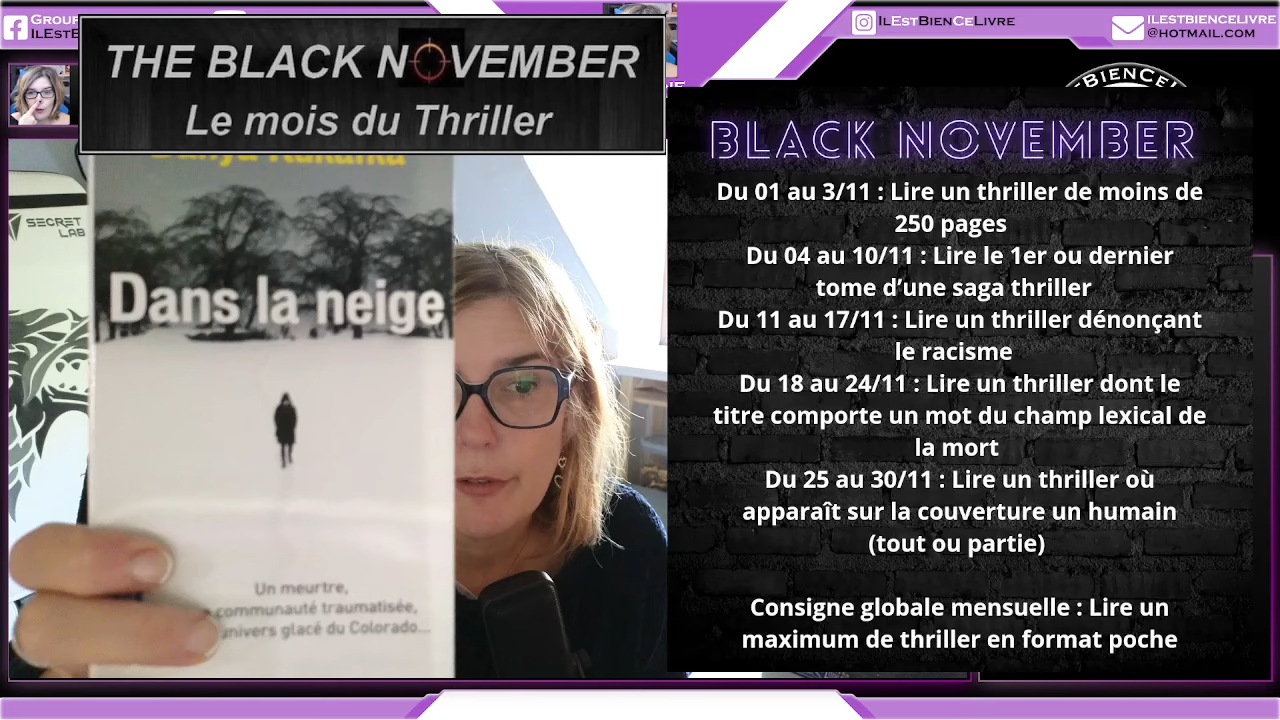 GROUP
ILESTB
ILESTBIENCELIVRE
ILESTBIENCELIVRE
@HOTMAIL.COM
THE BLACK NOVEMBER
Le mois du Thriller
BIENCE
SECRET
LAB
Dans la neige
Un meurtre,
communauté traumatisée,
univers glacé du Colorado...
BLACK NOVEMBER
Du 01 au 3/11 : Lire un thriller de moins de
250 pages
Du 04 au 10/11 : Lire le 1er ou dernier
tome d'une saga thriller
Du 11 au 17/11 : Lire un thriller dénonçant
le racisme
Du 18 au 24/11 : Lire un thriller dont le
titre comporte un mot du champ lexical de
la mort
Du 25 au 30/11 : Lire un thriller où
apparaît sur la couverture un humain
(tout ou partie)
Consigne globale mensuelle : Lire un
maximum de thriller en format poche